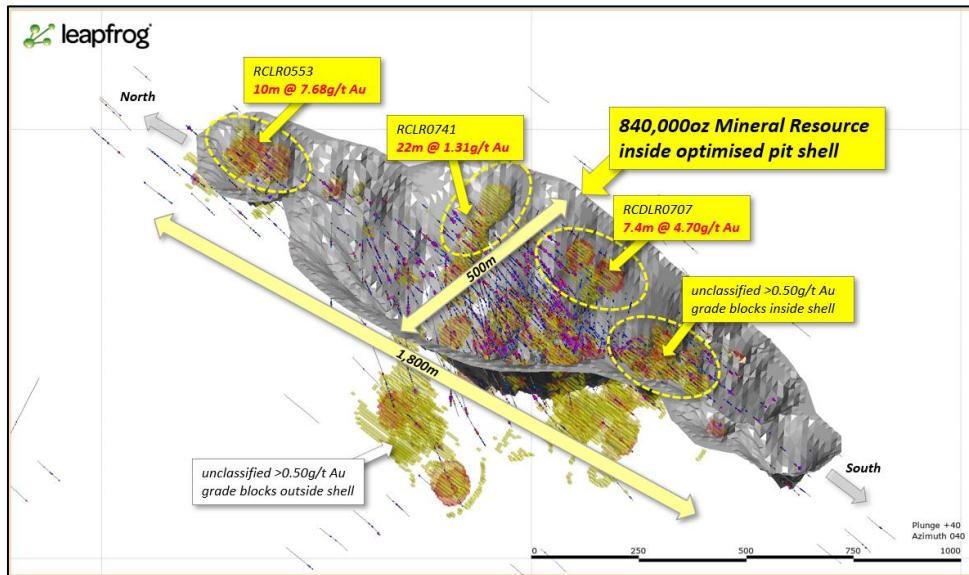 leapfrog
RCLR0553
10m @ 7.68g/t Au
North
RCLR0741
22m @ 1.31g/t Au
840,000oz Mineral Resource
inside optimised pit shell
RCDLR0707
7.4m @ 4.70g/t Au
500m
unclassified >0.50g/t Au
grade blocks inside shell
1,800m
unclassified >0.50g/t Au
grade blocks outside shell
South
Plunge +40
Azimuth 040
0 250 500 750 1000